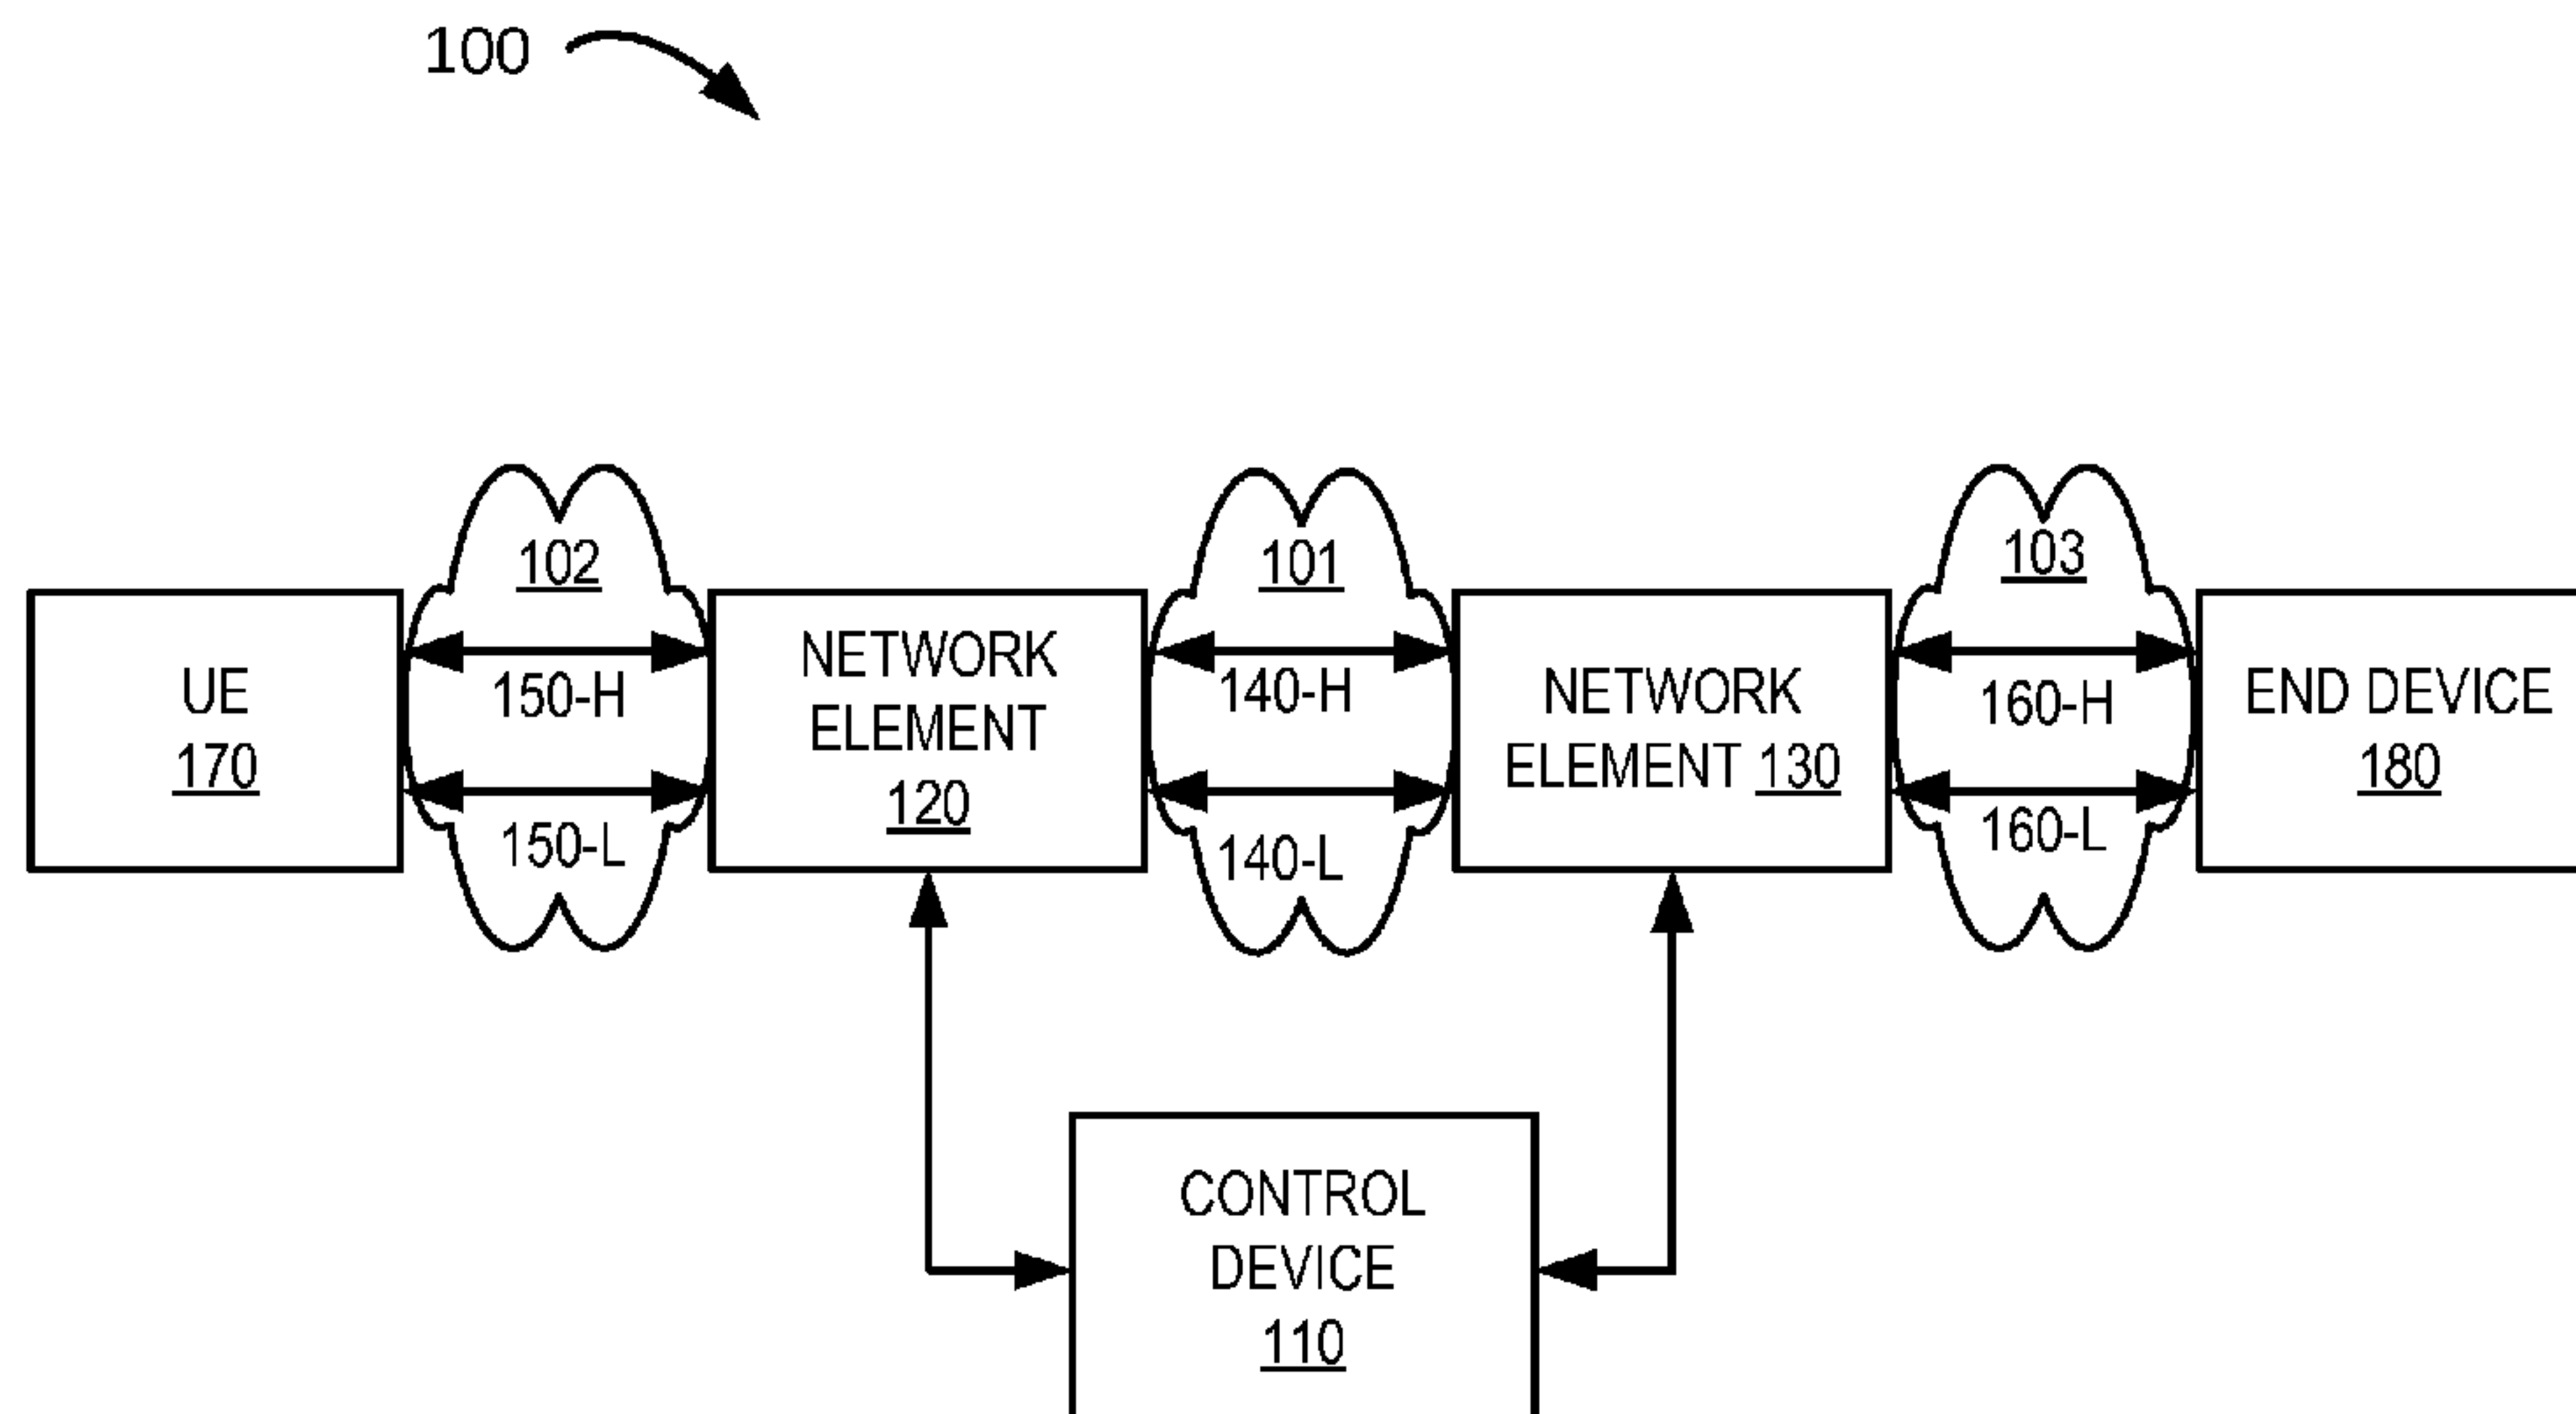 100
102
101
103
UE
170
150-H
150-L
NETWORK
ELEMENT
120
140-H
140-L
NETWORK
ELEMENT 130
160-H
160-L
END DEVICE
180
CONTROL
DEVICE
110